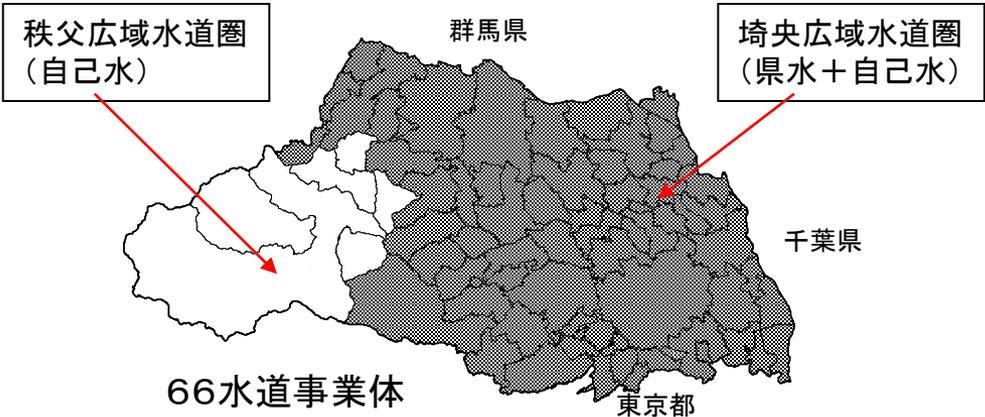 秩父広域水道圏
（自己水）
群馬県
埼央広域水道圏
（県水＋自己水）
千葉県
６６水道事業体
東京都